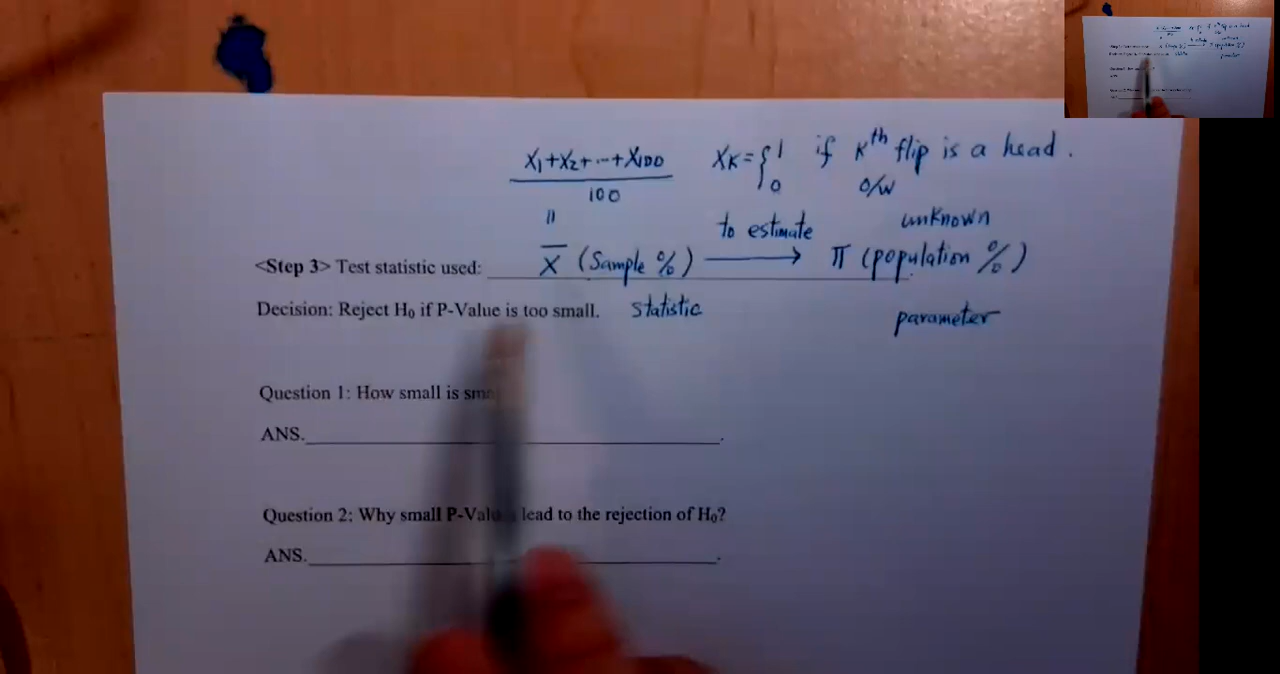 X1+X2+···+X100 XK={1 if Kth flip is a head.
100 0 O/W
=
to estimate unknown
<Step 3> Test statistic used: X̄ (Sample %) → π (population %)
Decision: Reject H0 if P-Value is too small. statistic parameter
Question 1: How small is
ANS.
Question 2: Why small lead to the rejection of H0?
ANS.